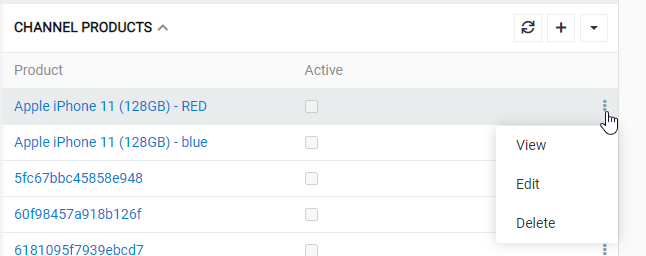 CHANNEL PRODUCTS
Product Active
Apple iPhone 11 (128GB) - RED
Apple iPhone 11 (128GB) - blue
View
5fc67bbc45858e948
Edit
60f98457a918b126f
Delete
6181095f7939ebcd7